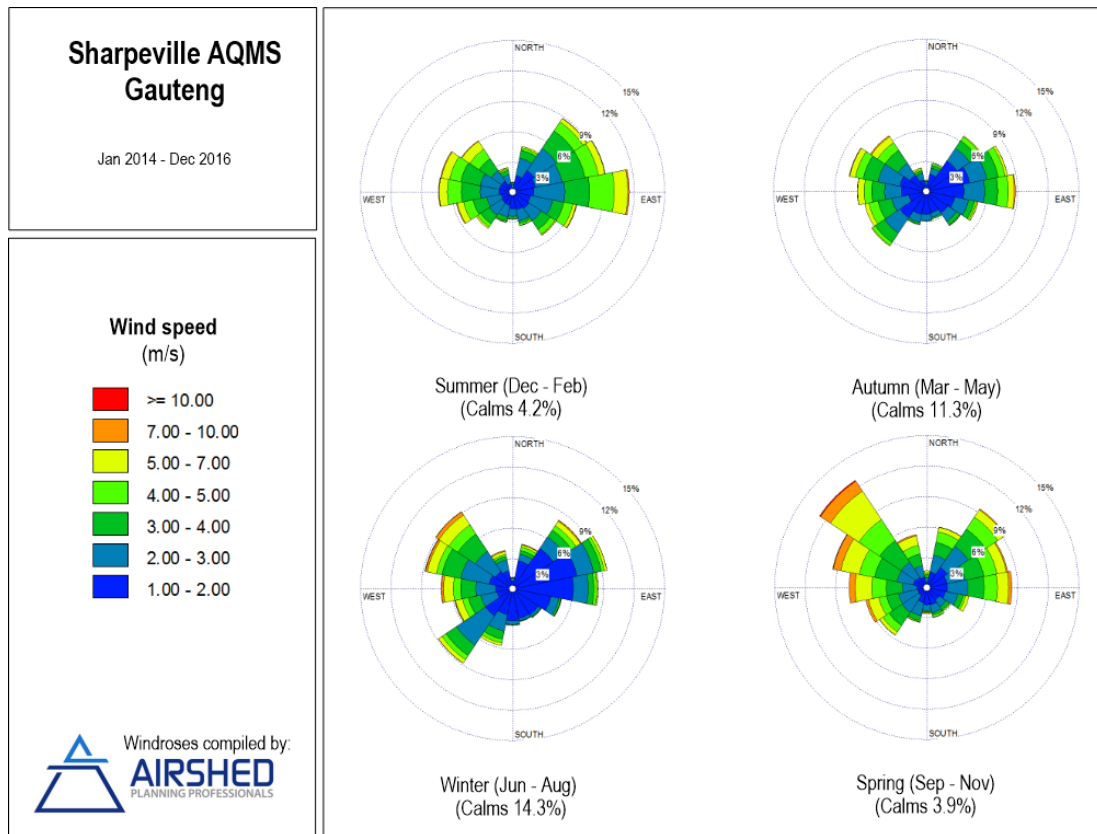 Sharpeville AQMS
Gauteng
Jan 2014 - Dec 2016
Wind speed
(m/s)
>= 10.00
7.00 - 10.00
5.00 - 7.00
4.00 - 5.00
3.00 - 4.00
2.00 - 3.00
1.00 - 2.00
Windroses compiled by:
AIRSHED
PLANNING PROFESSIONALS
NORTH
15%
12%
9%
6%
3%
WEST
EAST
SOUTH
Summer (Dec - Feb)
(Calms 4.2%)
NORTH
15%
12%
9%
6%
3%
WEST
EAST
SOUTH
Autumn (Mar - May)
(Calms 11.3%)
NORTH
15%
12%
9%
6%
3%
WEST
EAST
SOUTH
Winter (Jun - Aug)
(Calms 14.3%)
NORTH
15%
12%
9%
6%
3%
WEST
EAST
SOUTH
Spring (Sep - Nov)
(Calms 3.9%)